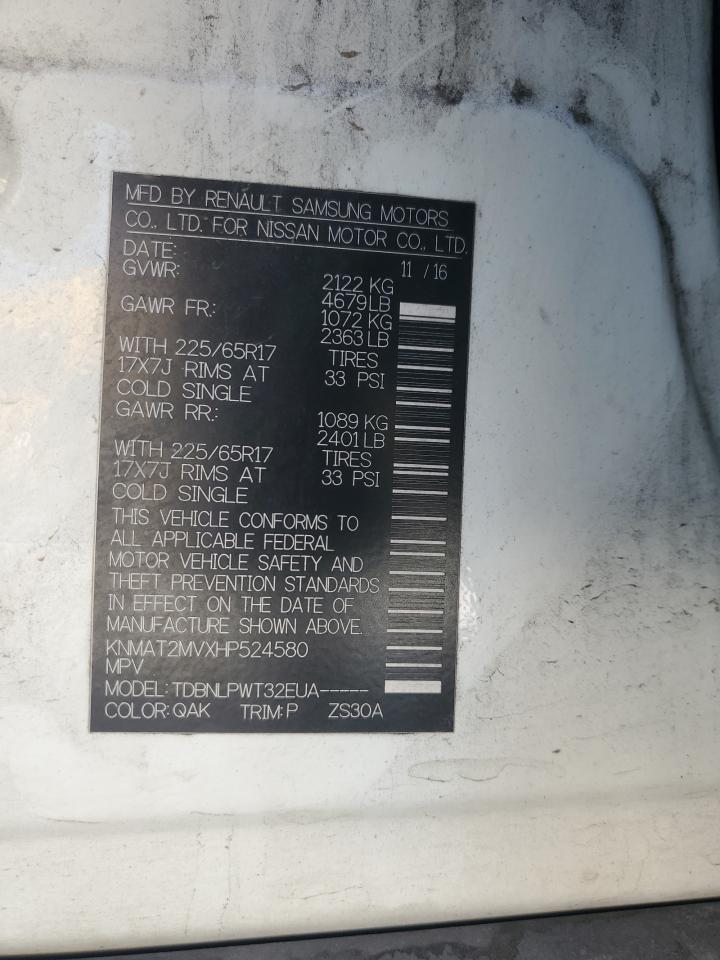 MFD BY RENAULT SAMSUNG MOTORS
CO., LTD. FOR NISSAN MOTOR CO., LTD.
DATE: 11 / 16
GVWR: 2122 KG
4679 LB
GAWR FR.: 1072 KG
2363 LB
WITH 225/65R17 TIRES
17X7J RIMS AT 33 PSI
COLD SINGLE
GAWR RR.: 1089 KG
2401 LB
WITH 225/65R17 TIRES
17X7J RIMS AT 33 PSI
COLD SINGLE
THIS VEHICLE CONFORMS TO
ALL APPLICABLE FEDERAL
MOTOR VEHICLE SAFETY AND
THEFT PREVENTION STANDARDS
IN EFFECT ON THE DATE OF
MANUFACTURE SHOWN ABOVE.
KNMAT2MVXHP524580
MPV
MODEL: TDBNLPWT32EUA-----
COLOR: QAK TRIM: P ZS30A